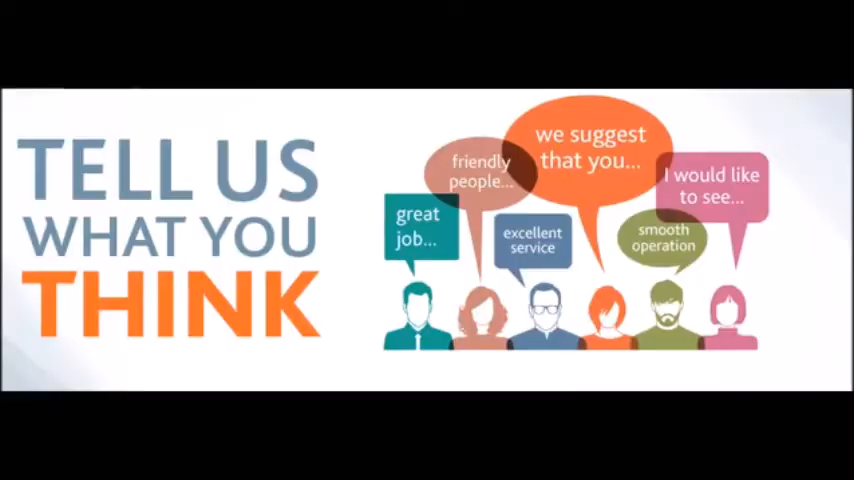 TELL US
WHAT YOU
THINK
great
job...
friendly
people...
excellent
service
we suggest
that you...
smooth
operation
I would like
to see...